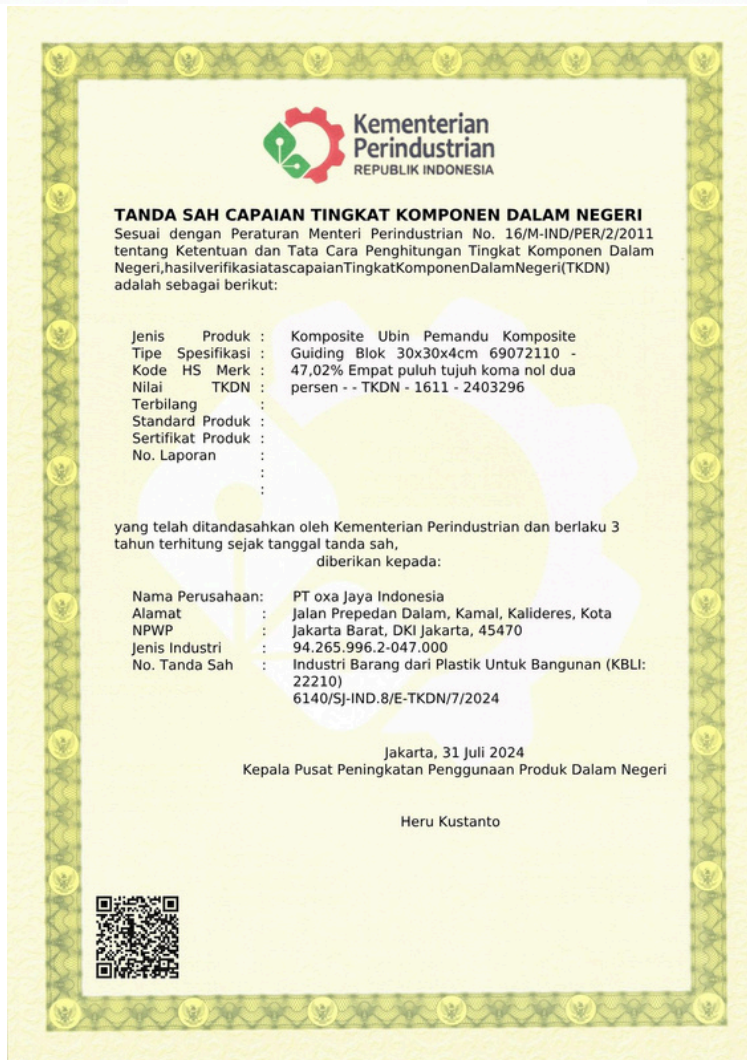 Kementerian
Perindustrian
REPUBLIK INDONESIA
TANDA SAH CAPAIAN TINGKAT KOMPONEN DALAM NEGERI
Sesuai dengan Peraturan Menteri Perindustrian No. 16/M-IND/PER/2/2011
tentang Ketentuan dan Tata Cara Penghitungan Tingkat Komponen Dalam
Negeri,hasilverifikasiatascapaianTingkatKomponenDalamNegeri(TKDN)
adalah sebagai berikut:
Jenis Produk : Komposite Ubin Pemandu Komposite
Tipe Spesifikasi : Guiding Blok 30x30x4cm 69072110 -
Kode HS Merk : 47,02% Empat puluh tujuh koma nol dua
Nilai TKDN : persen - - TKDN - 1611 - 2403296
Terbilang :
Standard Produk :
Sertifikat Produk :
No. Laporan :
:
:
yang telah ditandasahkan oleh Kementerian Perindustrian dan berlaku 3
tahun terhitung sejak tanggal tanda sah,
diberikan kepada:
Nama Perusahaan: PT oxa Jaya Indonesia
Alamat : Jalan Prepedan Dalam, Kamal, Kalideres, Kota
NPWP : Jakarta Barat, DKI Jakarta, 45470
Jenis Industri : 94.265.996.2-047.000
No. Tanda Sah : Industri Barang dari Plastik Untuk Bangunan (KBLI:
22210)
6140/SJ-IND.8/E-TKDN/7/2024
Jakarta, 31 Juli 2024
Kepala Pusat Peningkatan Penggunaan Produk Dalam Negeri
Heru Kustanto